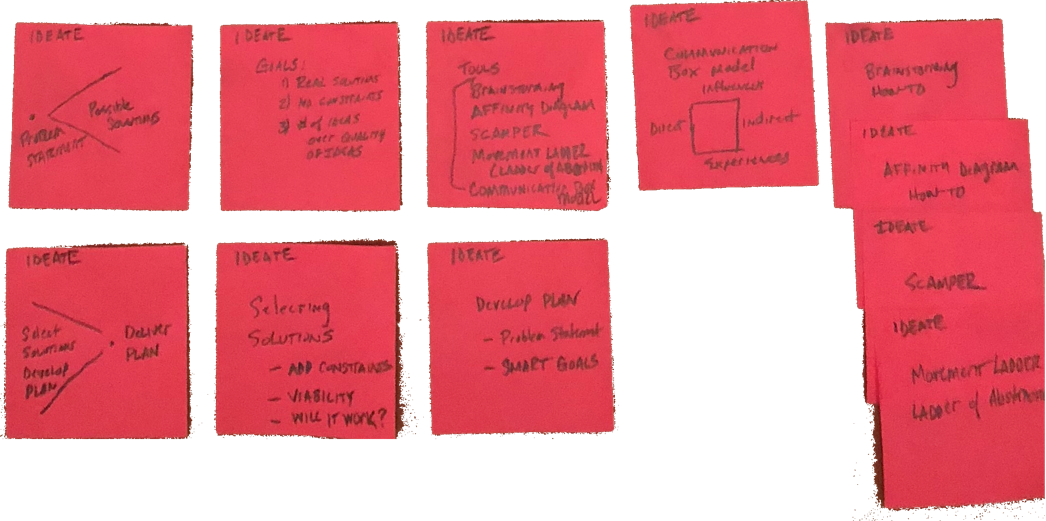 IDEATE
Possible
Solutions
Problem
Statement
IDEATE
GOALS:
1) REAL SOLUTIONS
2) NO CONSTRAINTS
3) # of IDEAS
OVER QUALITY
OF IDEAS
IDEATE
TOOLS
BRAINSTORMING
AFFINITY DIAGRAM
SCAMPER
MOVEMENT LADDER
(LADDER of ABSTRACTION
COMMUNICATION BOX
MODEL
IDEATE
COMMUNICATION
Box Model
INFLUENCES
Direct
Indirect
EXPERIENCES
IDEATE
BRAINSTORMING
HOW-TO
IDEATE
AFFINITY DIAGRAM
HOW-TO
IDEATE
SCAMPER
IDEATE
MOVEMENT LADDER
LADDER of Abstraction
IDEATE
Select
Solutions
Develop
PLAN
DELIVER
PLAN
IDEATE
Selecting
SOLUTIONS
- ADD CONSTRAINTS
- VIABILITY
- WILL IT WORK?
IDEATE
DEVELOP PLAN
- Problem Statement
- SMART GOALS